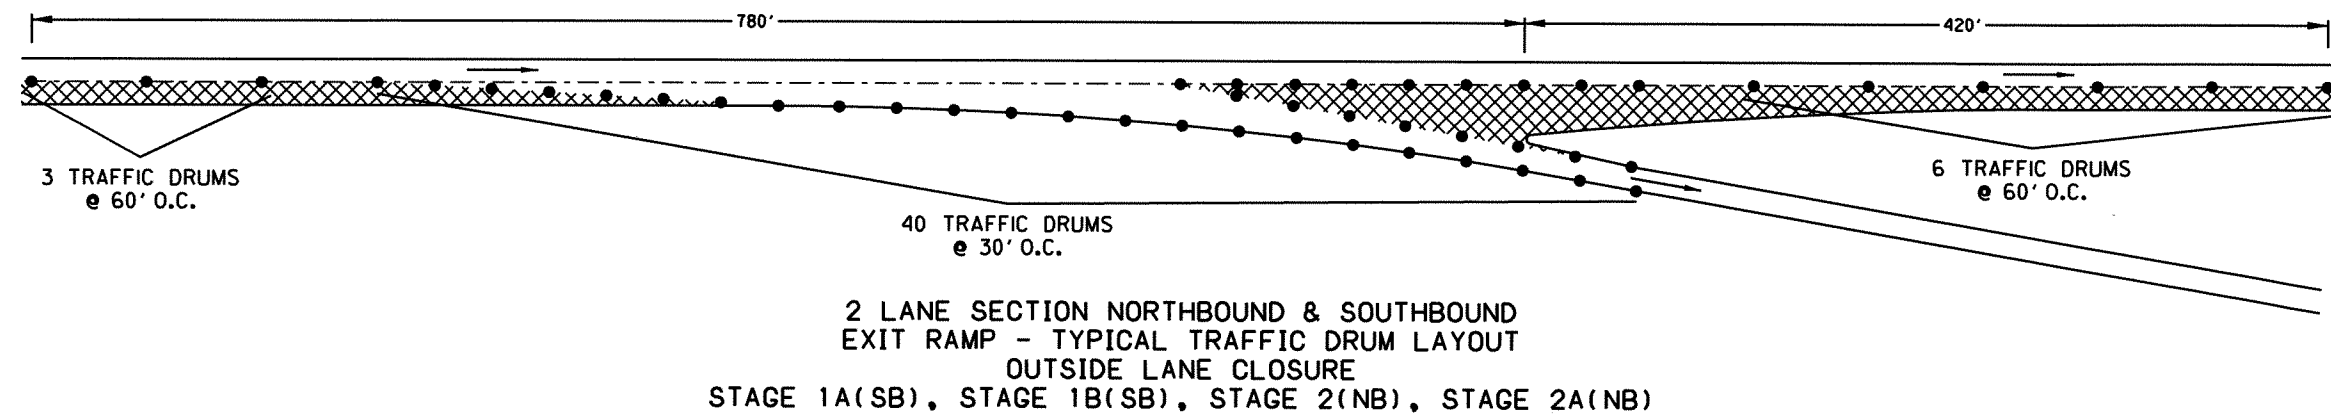 780'
420'
3 TRAFFIC DRUMS
@ 60' O.C.
6 TRAFFIC DRUMS
@ 60' O.C.
40 TRAFFIC DRUMS
@ 30' O.C.
2 LANE SECTION NORTHBOUND & SOUTHBOUND
EXIT RAMP - TYPICAL TRAFFIC DRUM LAYOUT
OUTSIDE LANE CLOSURE
STAGE 1A(SB), STAGE 1B(SB), STAGE 2(NB), STAGE 2A(NB)